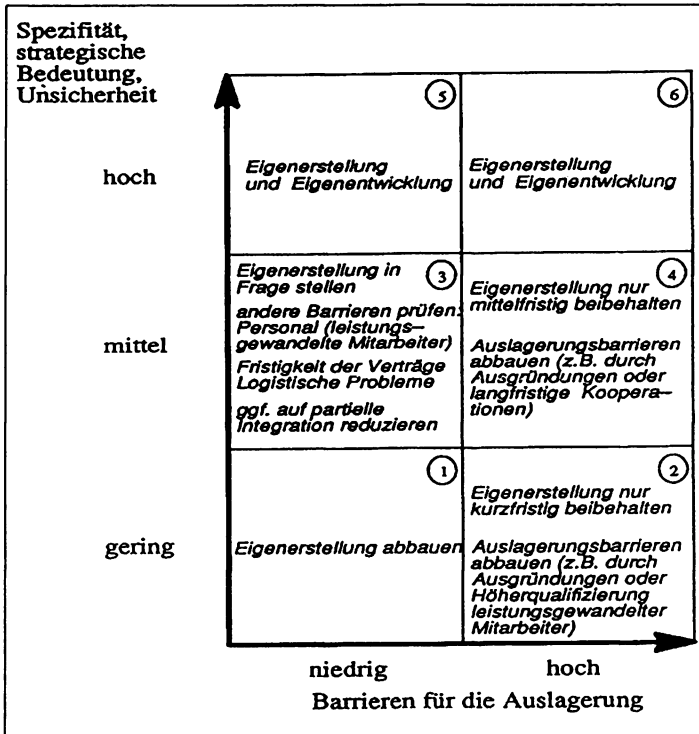 Spezifität,
strategische
Bedeutung,
Unsicherheit
hoch
5
Eigenerstellung
und Eigenentwicklung
6
Eigenerstellung
und Eigenentwicklung
mittel
3
Eigenerstellung in
Frage stellen
andere Barrieren prüfen:
Personal (leistungs-
gewandelte Mitarbeiter)
Fristigkeit der Verträge
Logistische Probleme
ggf. auf partielle
Integration reduzieren
4
Eigenerstellung nur
mittelfristig beibehalten
Auslagerungsbarrieren
abbauen (z.B. durch
Ausgründungen oder
langfristige Koopera-
tionen)
gering
1
Eigenerstellung abbauen
2
Eigenerstellung nur
kurzfristig beibehalten
Auslagerungsbarrieren
abbauen (z.B. durch
Ausgründungen oder
Höherqualifizierung
leistungsgewandelter
Mitarbeiter)
niedrig
hoch
Barrieren für die Auslagerung